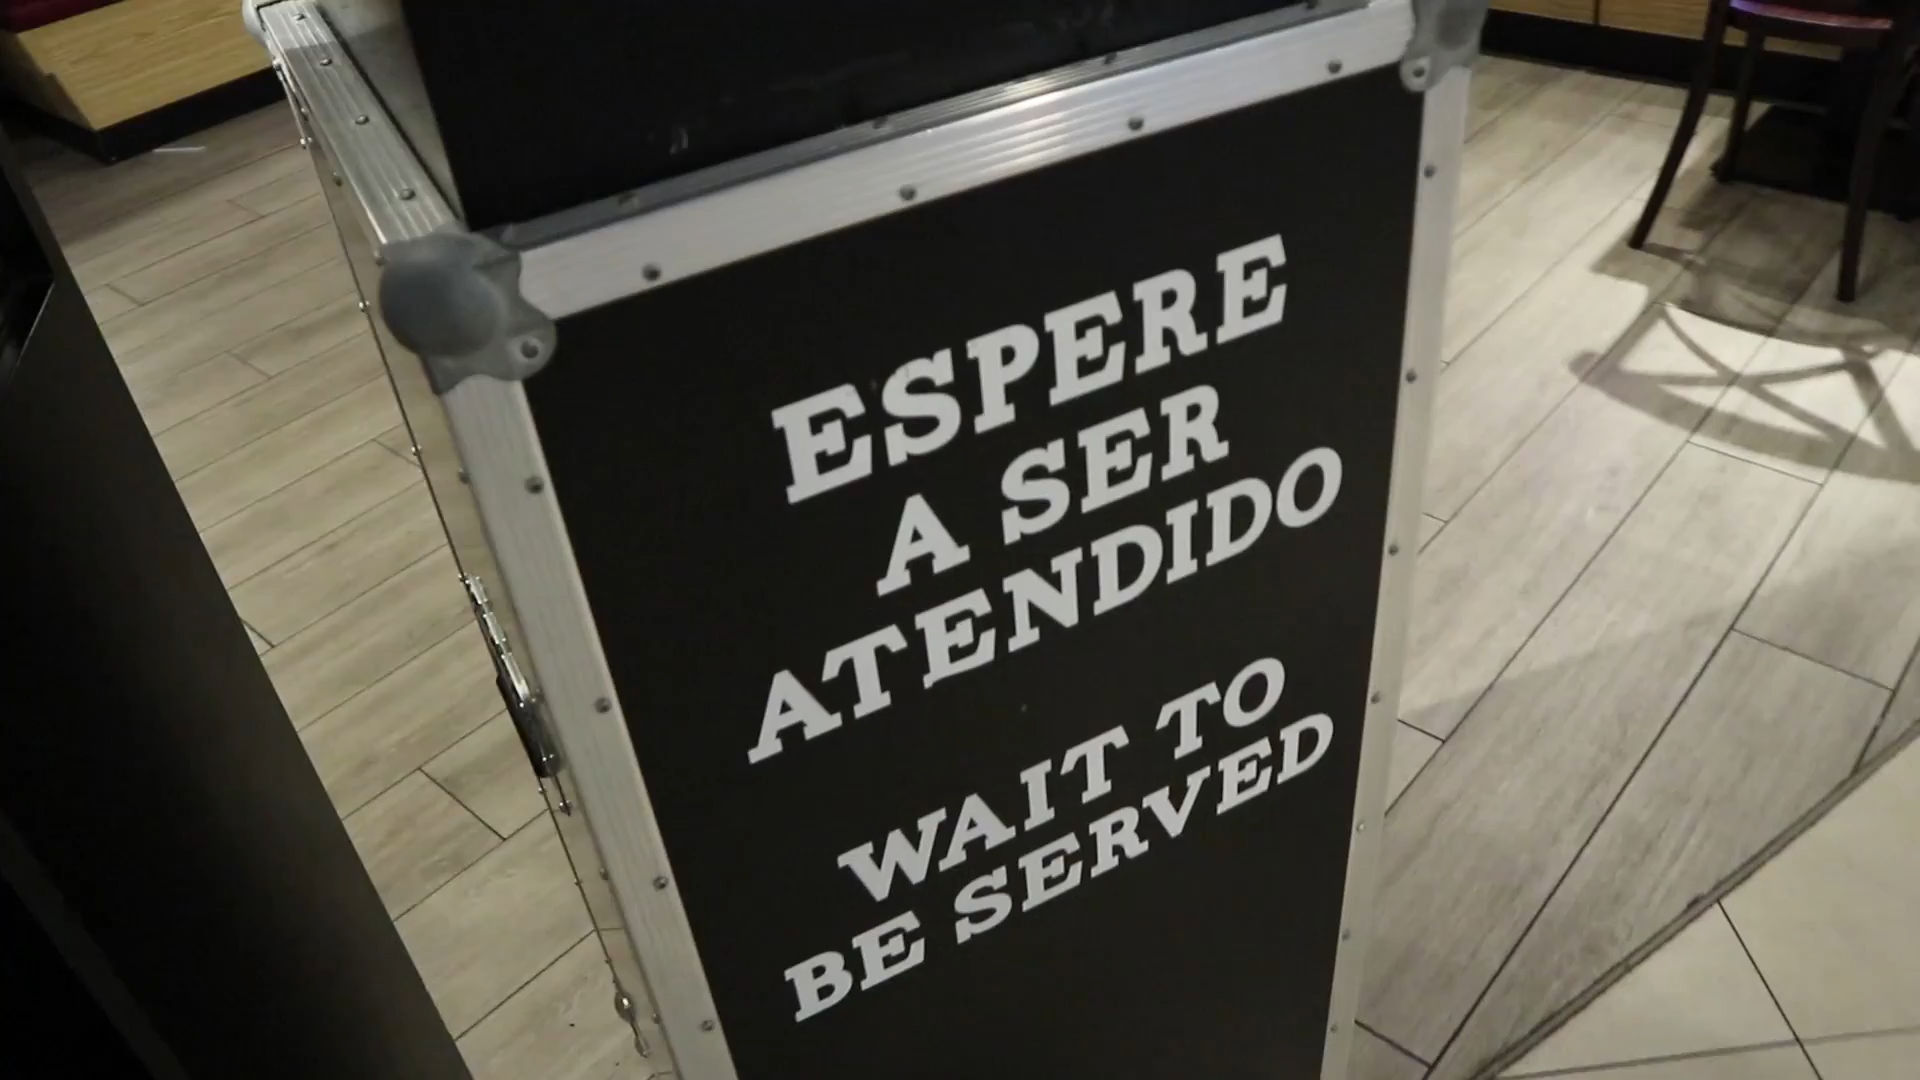 ESPERE
A SER
ATENDIDO
WAIT TO
BE SERVED